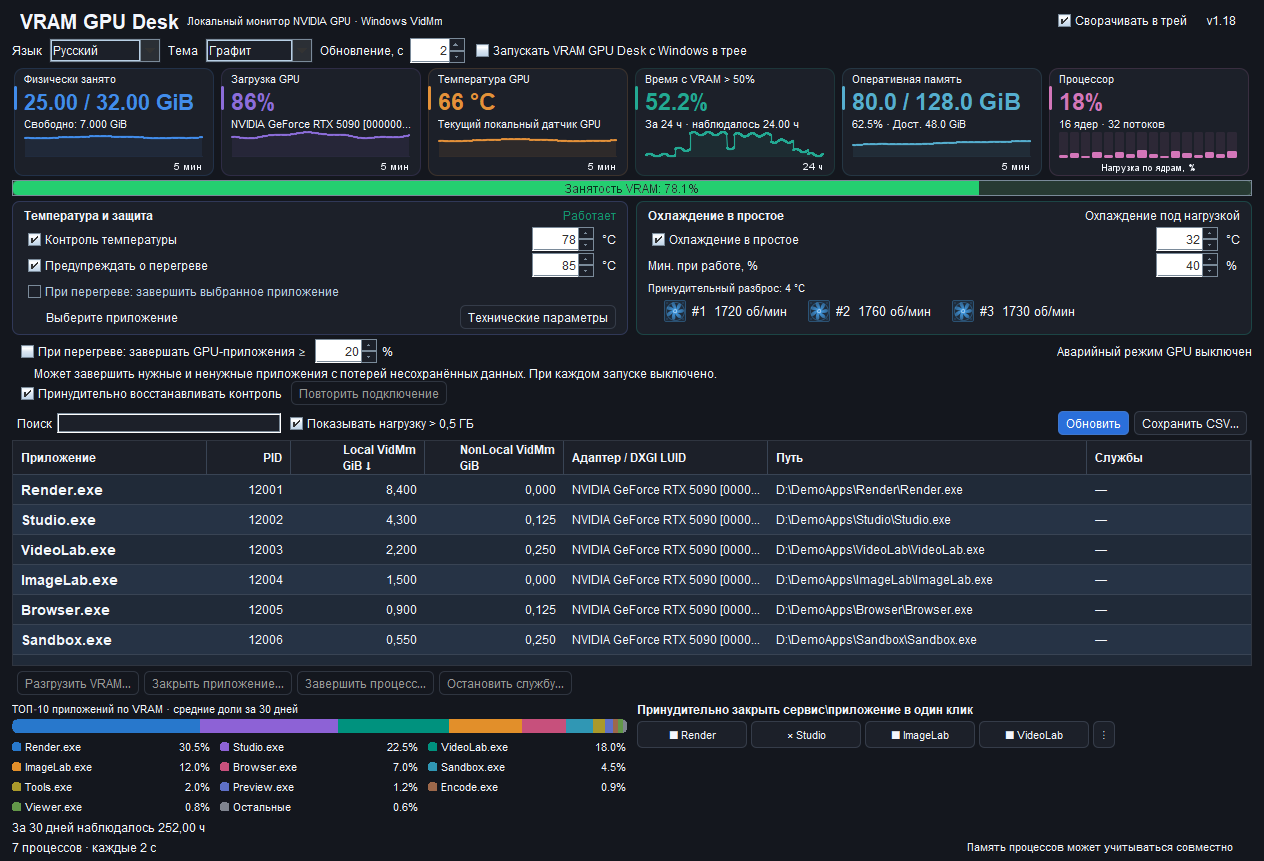 VRAM GPU Desk Локальный монитор NVIDIA GPU · Windows VidMm
Сворачивать в трей v1.18
Язык Русский Тема Графит Обновление, с 2 Запускать VRAM GPU Desk с Windows в трее
Физически занято
25.00 / 32.00 GiB
Свободно: 7.000 GiB
5 мин
Загрузка GPU
86%
NVIDIA GeForce RTX 5090 [000000...
5 мин
Температура GPU
66 °C
Текущий локальный датчик GPU
5 мин
Время с VRAM > 50%
52.2%
За 24 ч · наблюдалось 24.00 ч
24 ч
Оперативная память
80.0 / 128.0 GiB
62.5% · Дост. 48.0 GiB
5 мин
Процессор
18%
16 ядер · 32 потоков
Нагрузка по ядрам, %
Занятость VRAM: 78.1%
Температура и защита Работает
Контроль температуры 78 °C
Предупреждать о перегреве 85 °C
При перегреве: завершить выбранное приложение
Выберите приложение Технические параметры
Охлаждение в простое Охлаждение под нагрузкой
Охлаждение в простое 32 °C
Мин. при работе, % 40 %
Принудительный разброс: 4 °C
#1 1720 об/мин #2 1760 об/мин #3 1730 об/мин
При перегреве: завершать GPU-приложения ≥ 20 % Аварийный режим GPU выключен
Может завершить нужные и ненужные приложения с потерей несохранённых данных. При каждом запуске выключено.
Принудительно восстанавливать контроль Повторить подключение
Поиск Показывать нагрузку > 0,5 ГБ Обновить Сохранить CSV...
Приложение PID Local VidMm GiB ↓ NonLocal VidMm GiB Адаптер / DXGI LUID Путь Службы
Render.exe 12001 8,400 0,000 NVIDIA GeForce RTX 5090 [0000... D:\DemoApps\Render\Render.exe —
Studio.exe 12002 4,300 0,125 NVIDIA GeForce RTX 5090 [0000... D:\DemoApps\Studio\Studio.exe —
VideoLab.exe 12003 2,200 0,250 NVIDIA GeForce RTX 5090 [0000... D:\DemoApps\VideoLab\VideoLab.exe —
ImageLab.exe 12004 1,500 0,000 NVIDIA GeForce RTX 5090 [0000... D:\DemoApps\ImageLab\ImageLab.exe —
Browser.exe 12005 0,900 0,125 NVIDIA GeForce RTX 5090 [0000... D:\DemoApps\Browser\Browser.exe —
Sandbox.exe 12006 0,550 0,250 NVIDIA GeForce RTX 5090 [0000... D:\DemoApps\Sandbox\Sandbox.exe —
Разгрузить VRAM... Закрыть приложение... Завершить процесс... Остановить службу...
ТОП-10 приложений по VRAM · средние доли за 30 дней
Render.exe 30.5% Studio.exe 22.5% VideoLab.exe 18.0%
ImageLab.exe 12.0% Browser.exe 7.0% Sandbox.exe 4.5%
Tools.exe 2.0% Preview.exe 1.2% Encode.exe 0.9%
Viewer.exe 0.8% Остальные 0.6%
Принудительно закрыть сервис\приложение в один клик
Render × Studio ImageLab VideoLab ⋮
За 30 дней наблюдалось 252,00 ч
7 процессов · каждые 2 с Память процессов может учитываться совместно